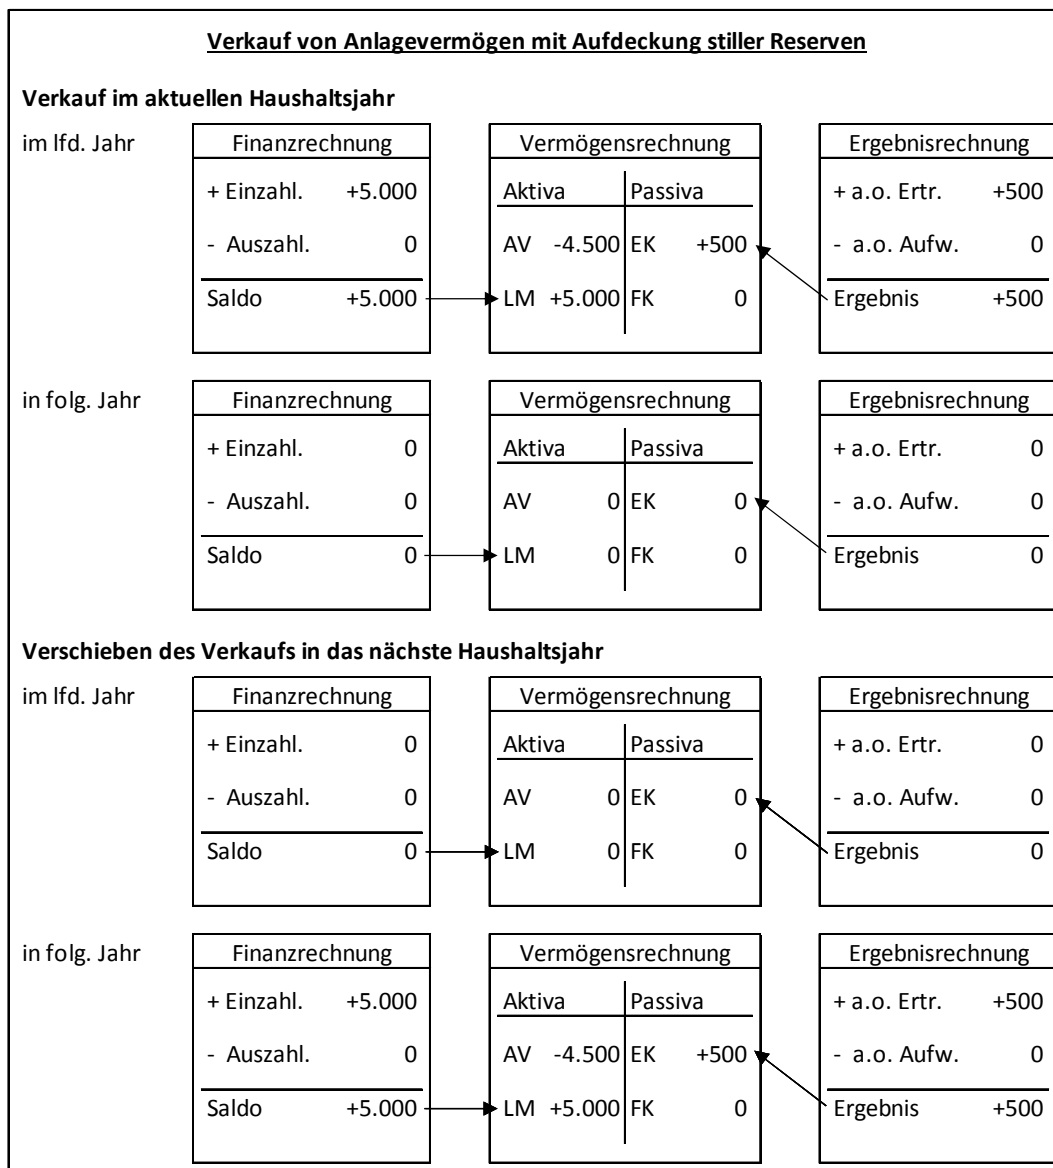 Verkauf von Anlagevermögen mit Aufdeckung stiller Reserven
Verkauf im aktuellen Haushaltsjahr
im lfd. Jahr Finanzrechnung Vermögensrechnung Ergebnisrechnung
+ Einzahl. +5.000 Aktiva Passiva + a.o. Ertr. +500
- Auszahl. 0 AV -4.500 EK +500 - a.o. Aufw. 0
Saldo +5.000 LM +5.000 FK 0 Ergebnis +500
in folg. Jahr Finanzrechnung Vermögensrechnung Ergebnisrechnung
+ Einzahl. 0 Aktiva Passiva + a.o. Ertr. 0
- Auszahl. 0 AV 0 EK 0 - a.o. Aufw. 0
Saldo 0 LM 0 FK 0 Ergebnis 0
Verschieben des Verkaufs in das nächste Haushaltsjahr
im lfd. Jahr Finanzrechnung Vermögensrechnung Ergebnisrechnung
+ Einzahl. 0 Aktiva Passiva + a.o. Ertr. 0
- Auszahl. 0 AV 0 EK 0 - a.o. Aufw. 0
Saldo 0 LM 0 FK 0 Ergebnis 0
in folg. Jahr Finanzrechnung Vermögensrechnung Ergebnisrechnung
+ Einzahl. +5.000 Aktiva Passiva + a.o. Ertr. +500
- Auszahl. 0 AV -4.500 EK +500 - a.o. Aufw. 0
Saldo +5.000 LM +5.000 FK 0 Ergebnis +500